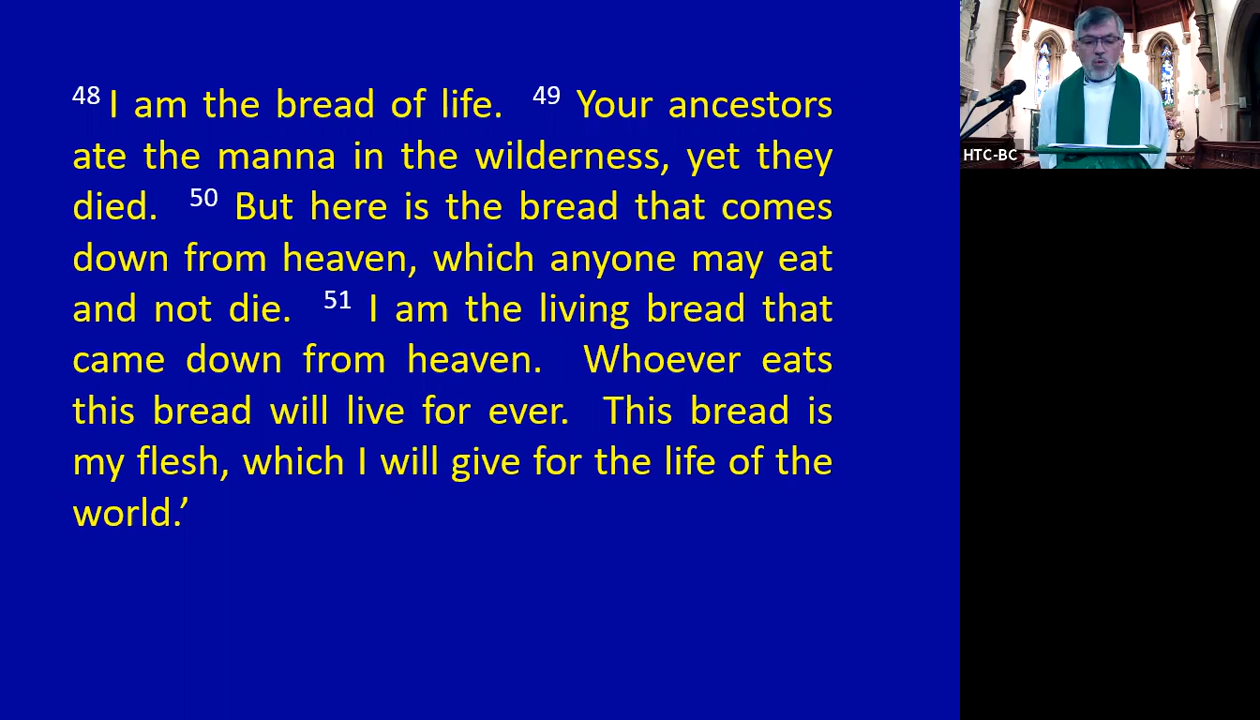 48 I am the bread of life. 49 Your ancestors
ate the manna in the wilderness, yet they
died. 50 But here is the bread that comes
down from heaven, which anyone may eat
and not die. 51 I am the living bread that
came down from heaven. Whoever eats
this bread will live for ever. This bread is
my flesh, which I will give for the life of the
world.’
HTC-BC